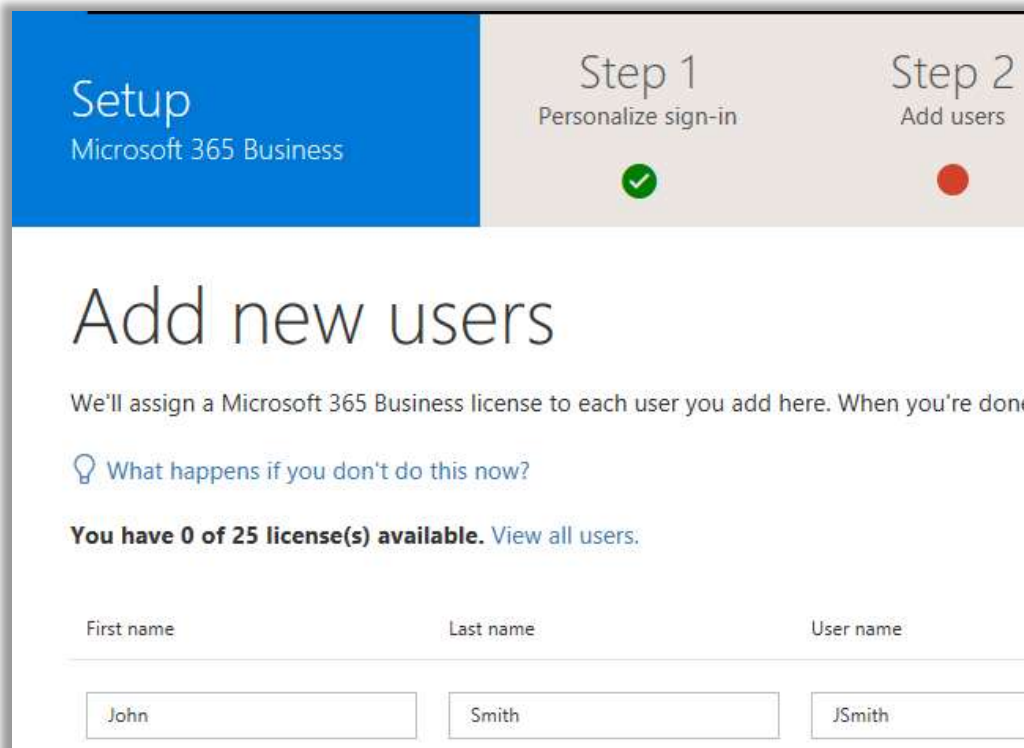 Setup
Microsoft 365 Business
Step 1
Personalize sign-in
Step 2
Add users
Add new users
We'll assign a Microsoft 365 Business license to each user you add here. When you're done
What happens if you don't do this now?
You have 0 of 25 license(s) available. View all users.
First name Last name User name
John Smith JSmith